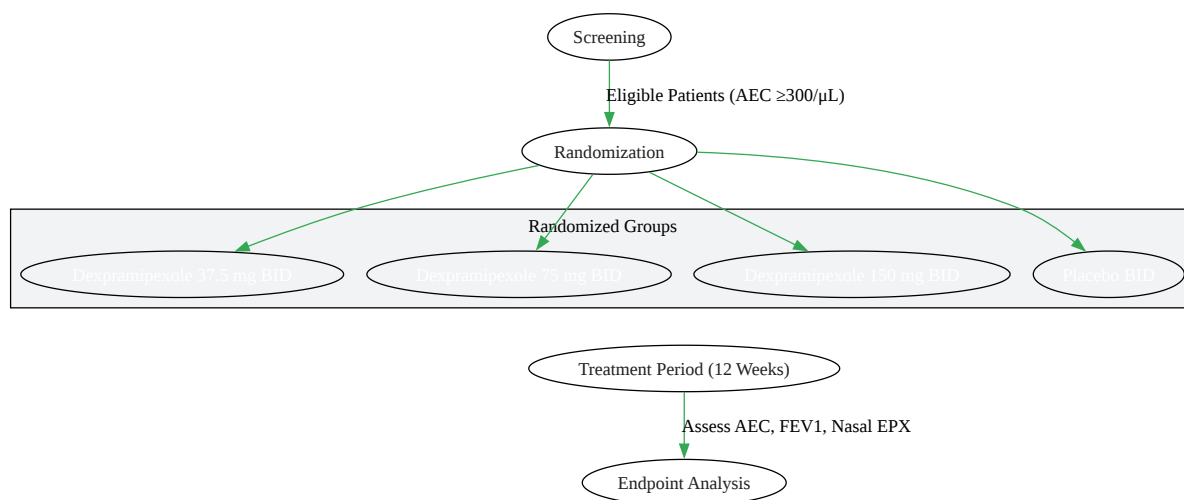 Screening
Eligible Patients (AEC ≥300/μL)
Randomization
Randomized Groups
Dexpramipexole 37.5 mg BID
Dexpramipexole 75 mg BID
Dexpramipexole 150 mg BID
Placebo BID
Treatment Period (12 Weeks)
Assess AEC, FEV1, Nasal EPX
Endpoint Analysis